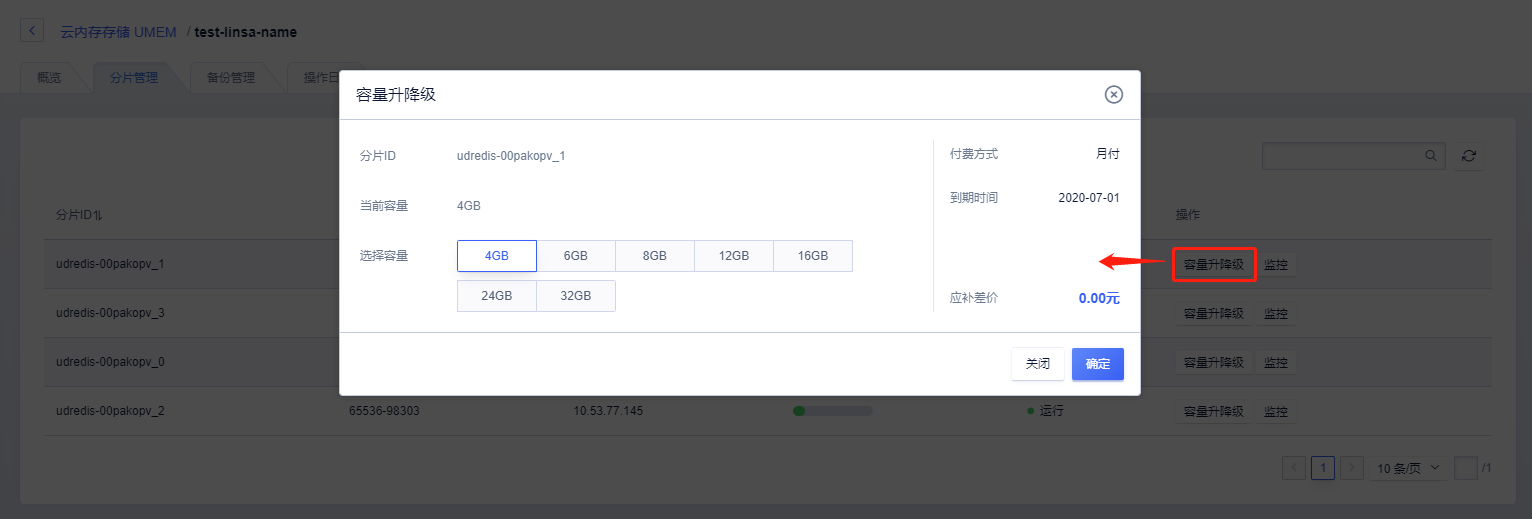 云内存存储 UMEM / test-linsa-name
概览 分片管理 备份管理 操作日
容量升降级
分片ID udredis-00pakopv_1
当前容量 4GB
选择容量 4GB 6GB 8GB 12GB 16GB
24GB 32GB
付费方式 月付
到期时间 2020-07-01
应补差价 0.00元
关闭 确定
分片ID 操作
udredis-00pakopv_1 容量升降级 监控
udredis-00pakopv_3 容量升降级 监控
udredis-00pakopv_0 容量升降级 监控
udredis-00pakopv_2 65536-98303 10.53.77.145 运行 容量升降级 监控
1 10 条/页 /1